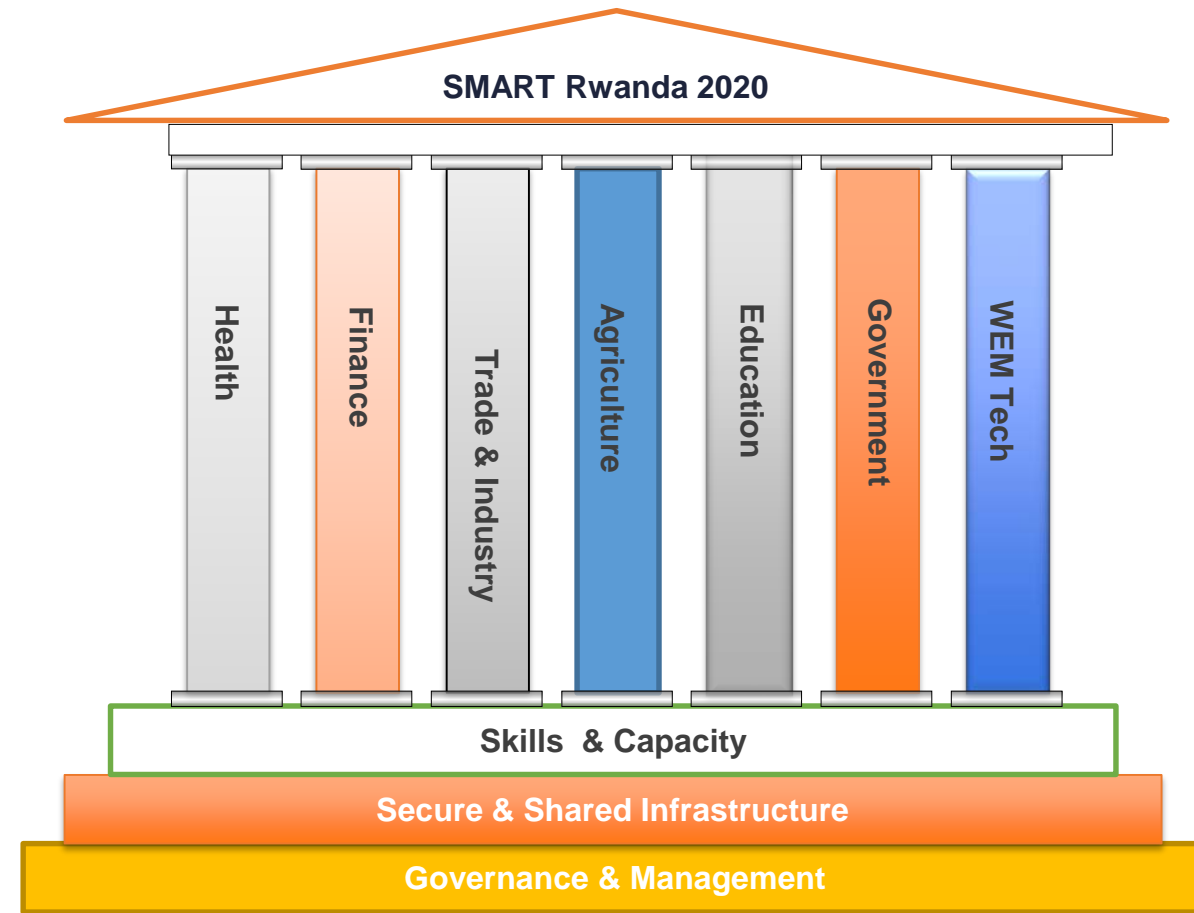 SMART Rwanda 2020
Health
Finance
Trade & Industry
Agriculture
Education
Government
WEM Tech
Skills & Capacity
Secure & Shared Infrastructure
Governance & Management